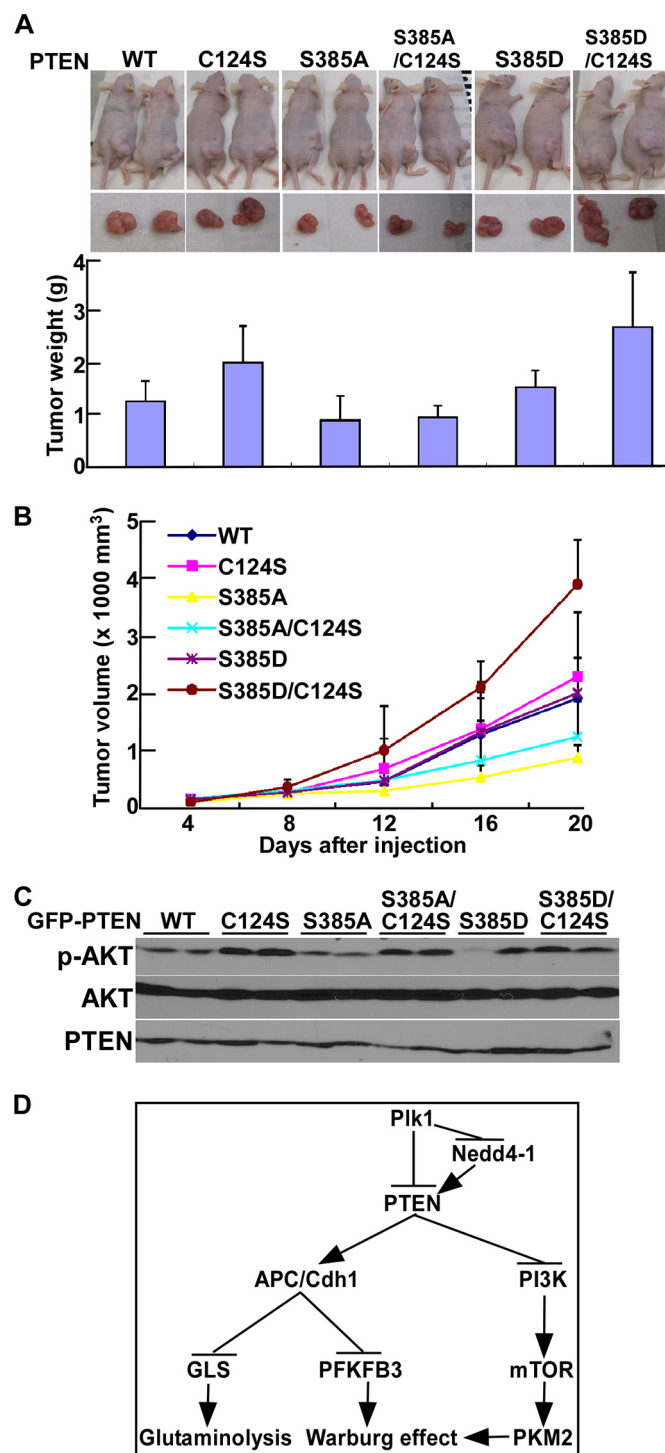 A
PTEN WT C124S S385A S385A/C124S S385D S385D/C124S
Tumor weight (g)
4
3
2
1
0
B
Tumor volume (x 1000 mm³)
5
4
3
2
1
0
WT
C124S
S385A
S385A/C124S
S385D
S385D/C124S
4 8 12 16 20
Days after injection
C
GFP-PTEN WT C124S S385A S385A/C124S S385D S385D/C124S
p-AKT
AKT
PTEN
D
Plk1
Nedd4-1
PTEN
APC/Cdh1 PI3K
GLS PFKFB3 mTOR
Glutaminolysis Warburg effect PKM2